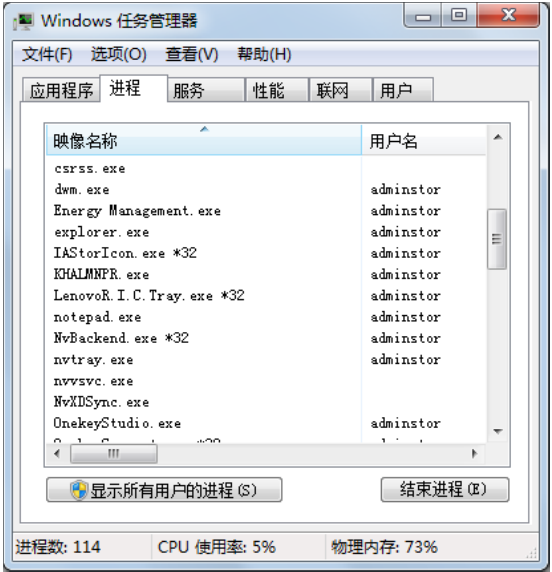 Windows 任务管理器
文件(F) 选项(O) 查看(V) 帮助(H)
应用程序 进程 服务 性能 联网 用户
映像名称 用户名
csrss.exe
dwm.exe adminstor
Energy Management.exe adminstor
explorer.exe adminstor
IAStorIcon.exe *32 adminstor
KHALMNPR.exe adminstor
LenovoR.I.C.Tray.exe *32 adminstor
notepad.exe adminstor
NvBackend.exe *32 adminstor
nvtray.exe adminstor
nvvsvc.exe
NvXDSync.exe
OnekeyStudio.exe adminstor
显示所有用户的进程(S) 结束进程(E)
进程数: 114 CPU 使用率: 5% 物理内存: 73%